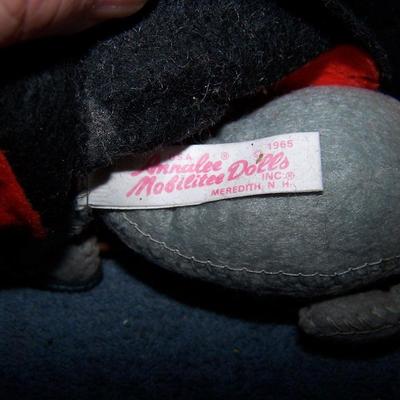 U.S.A. © 1965
Annalee ®
Mobilitee Dolls
INC.®
MEREDITH, N. H.